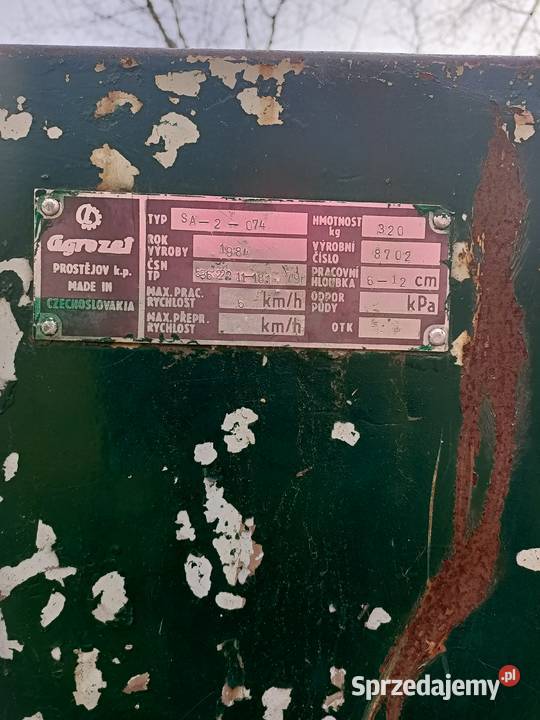 agrozet
PROSTĚJOV k.p.
MADE IN
CZECHOSLOVAKIA
TYP SA-2-074
ROK VÝROBY
ČSN
TP
MAX. PRAC. RYCHLOST 6 km/h
MAX. PŘEPR. RYCHLOST km/h
HMOTNOST kg 320
VÝROBNÍ ČÍSLO 8702
PRACOVNÍ HLOUBKA 6-12 cm
ODPOR PŮDY kPa
OTK
Sprzedajemy.pl